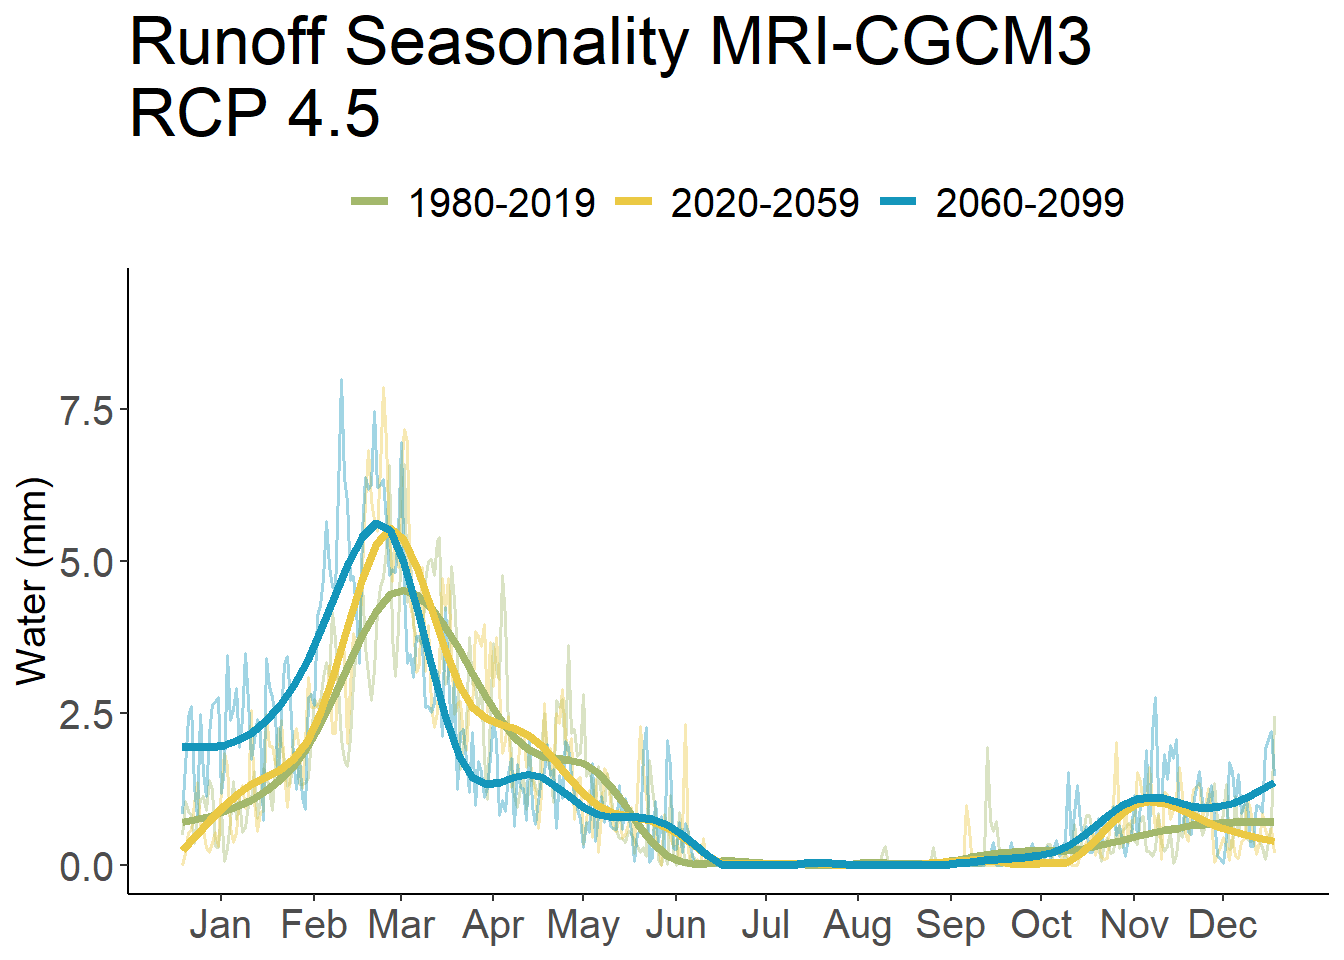 Runoff Seasonality MRI-CGCM3
RCP 4.5
1980-2019 2020-2059 2060-2099
Water (mm)
7.5
5.0
2.5
0.0
Jan Feb Mar Apr May Jun Jul Aug Sep Oct Nov Dec